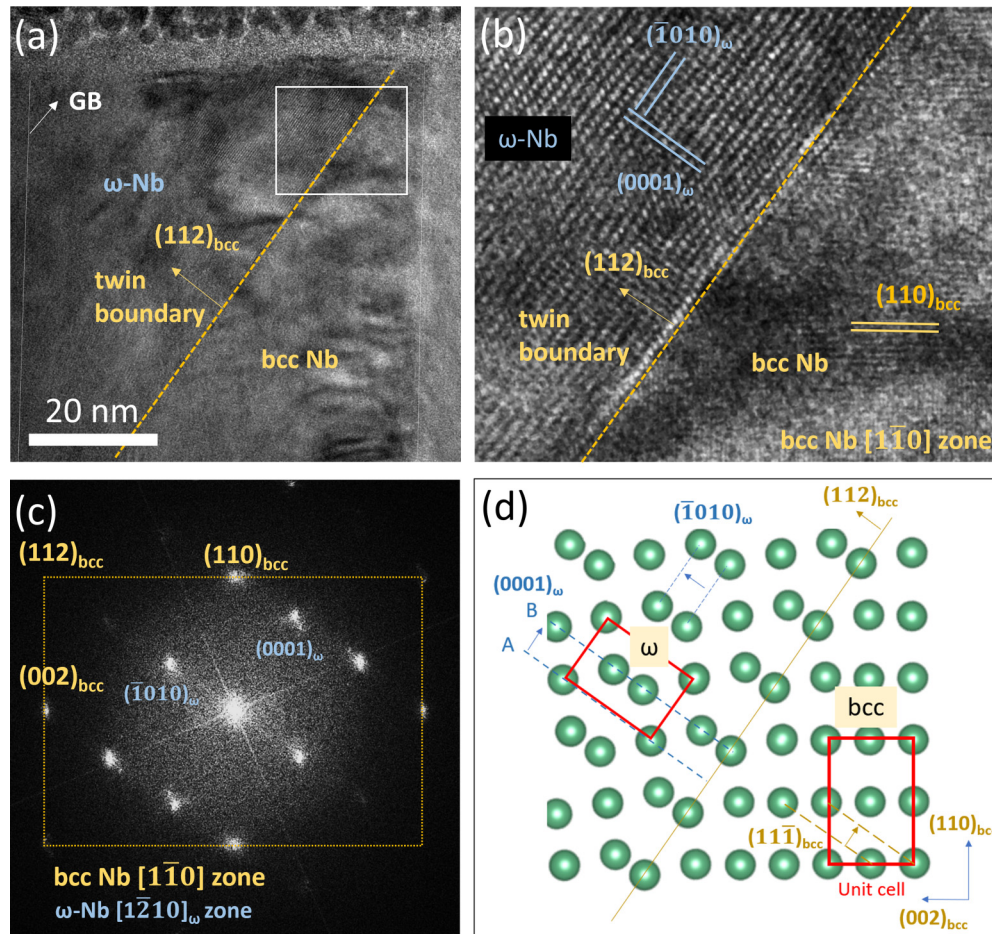 (a)
GB
ω-Nb
(112)bcc
twin
boundary
bcc Nb
20 nm
(b)
(1̄010)ω
ω-Nb
(0001)ω
(112)bcc
(110)bcc
twin
boundary
bcc Nb
bcc Nb [11̄0] zone
(c)
(112)bcc
(110)bcc
(0001)ω
(002)bcc
(1̄010)ω
bcc Nb [11̄0] zone
ω-Nb [12̄10]ω zone
(d)
(112)bcc
(1̄010)ω
(0001)ω
B
A
ω
bcc
(111̄)bcc
(110)bcc
Unit cell
(002)bcc